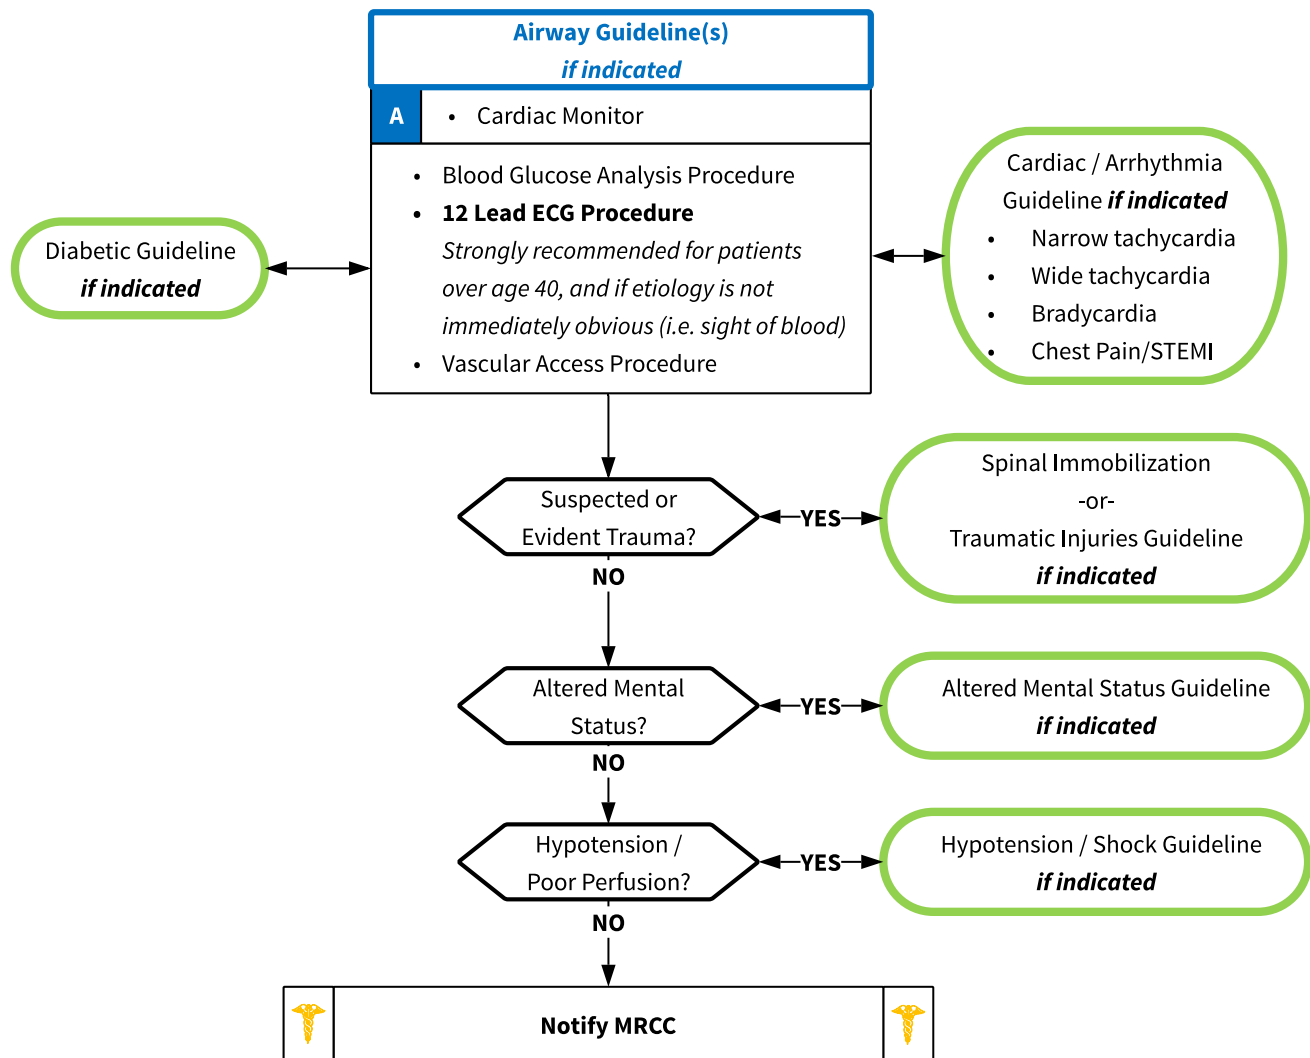 Airway Guideline(s)
if indicated
A
• Cardiac Monitor
• Blood Glucose Analysis Procedure
• 12 Lead ECG Procedure
Strongly recommended for patients
over age 40, and if etiology is not
immediately obvious (i.e. sight of blood)
• Vascular Access Procedure
Diabetic Guideline
if indicated
Cardiac / Arrhythmia
Guideline if indicated
• Narrow tachycardia
• Wide tachycardia
• Bradycardia
• Chest Pain/STEMI
Suspected or
Evident Trauma?
YES
Spinal Immobilization
-or-
Traumatic Injuries Guideline
if indicated
NO
Altered Mental
Status?
YES
Altered Mental Status Guideline
if indicated
NO
Hypotension /
Poor Perfusion?
YES
Hypotension / Shock Guideline
if indicated
NO
Notify MRCC